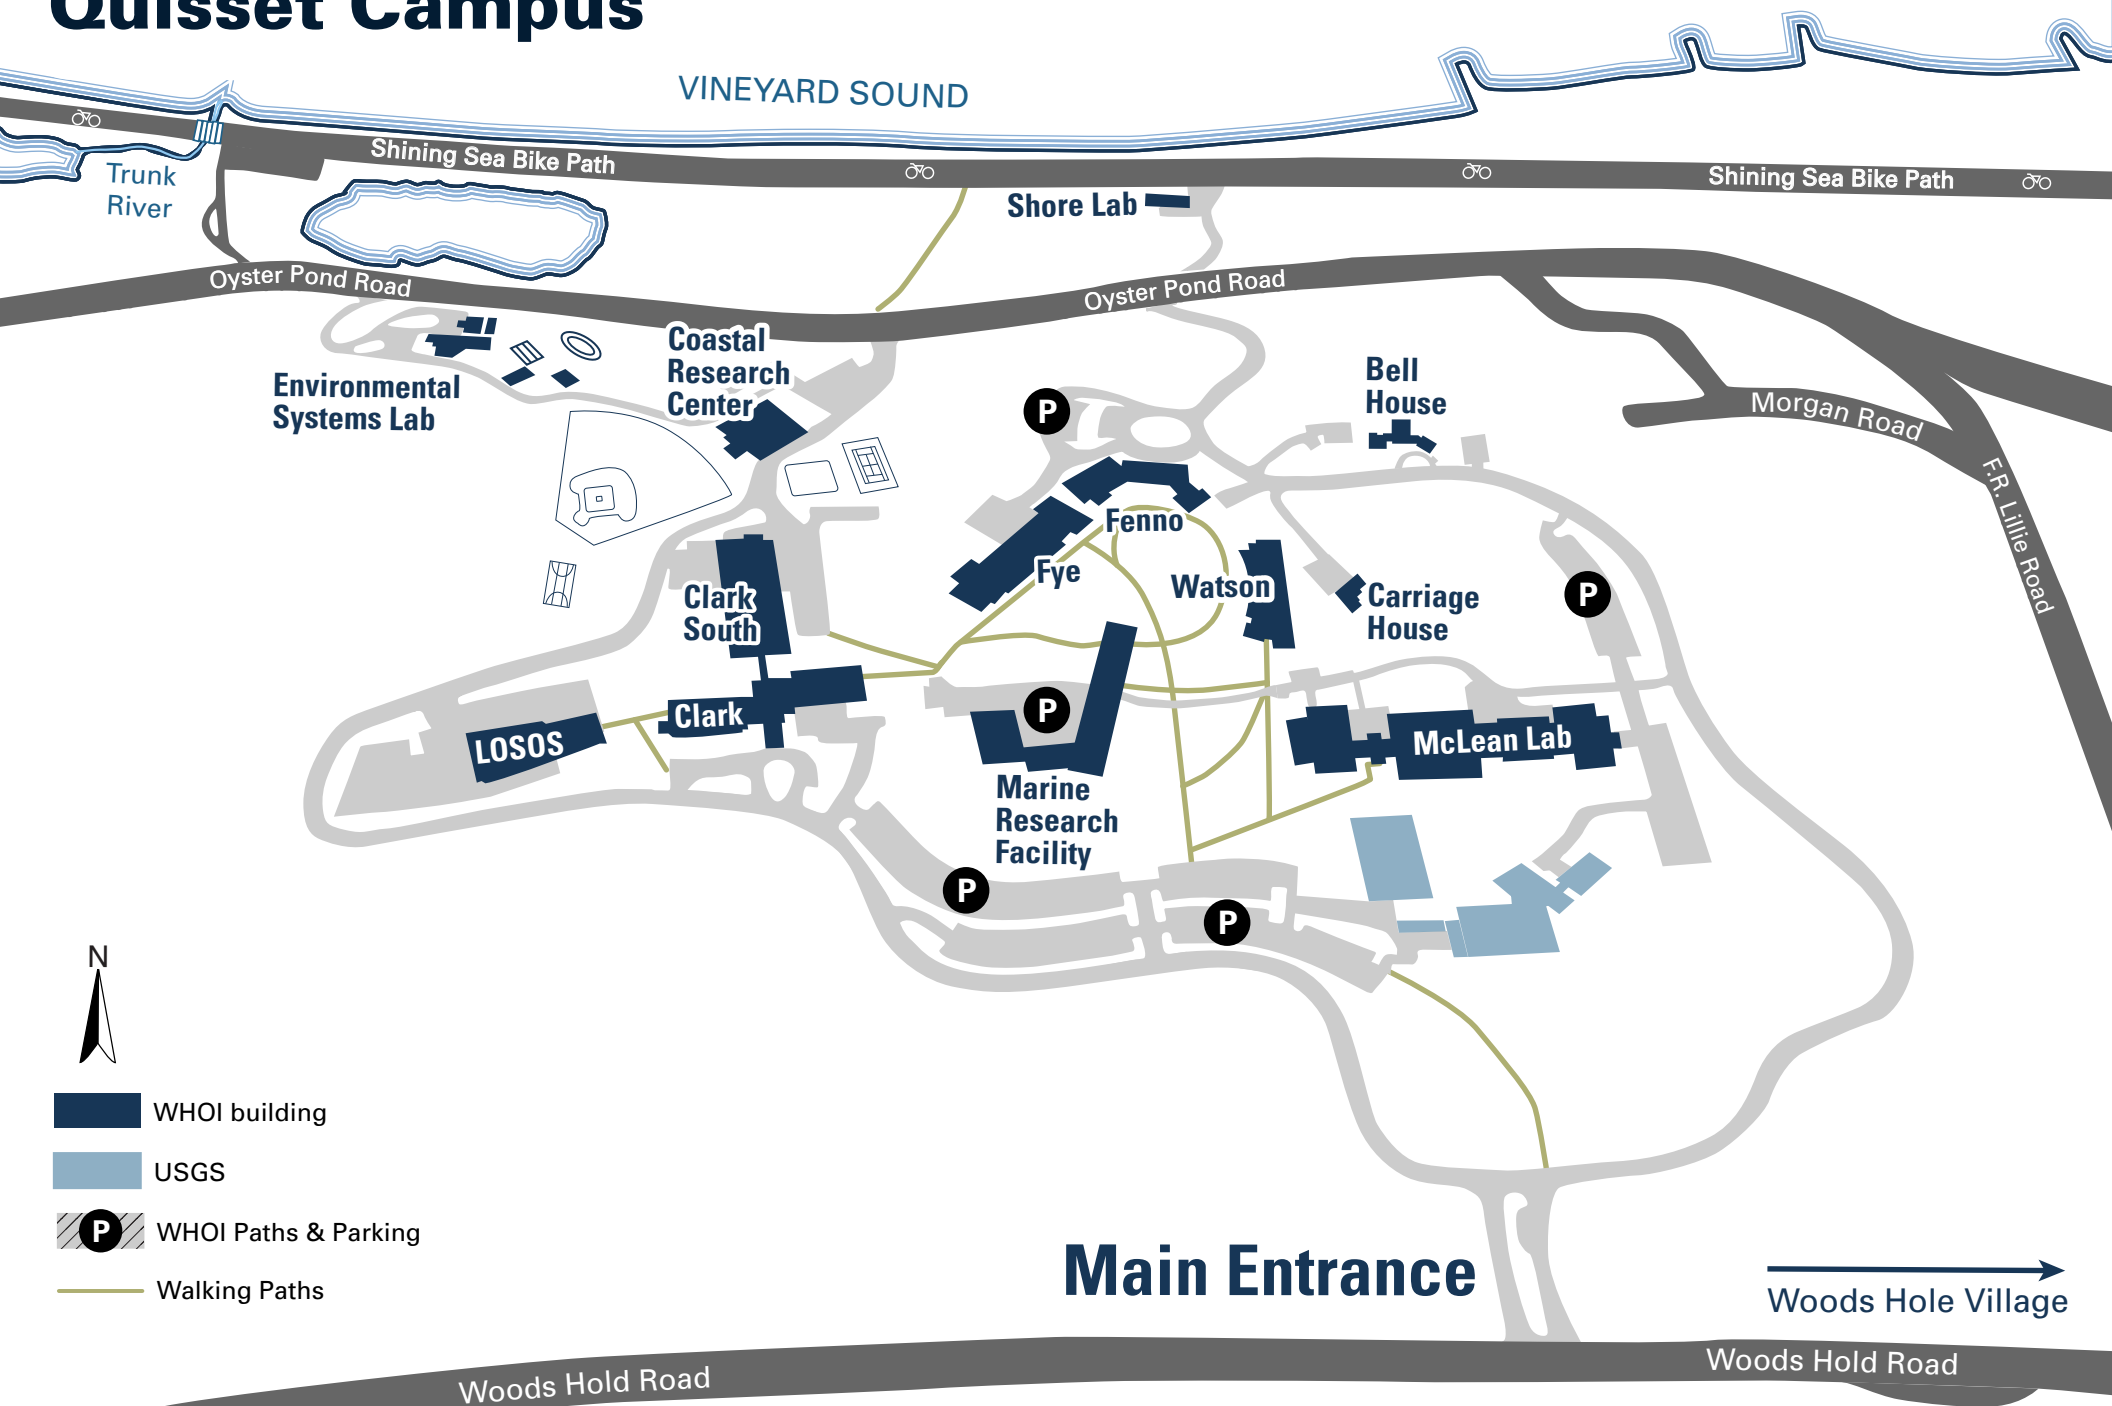 Quisset Campus
VINEYARD SOUND
Shining Sea Bike Path
Shining Sea Bike Path
Trunk
River
Shore Lab
Oyster Pond Road
Oyster Pond Road
Coastal
Research
Center
Environmental
Systems Lab
Bell
House
Morgan Road
F.R. Lillie Road
P
Fenno
Fye
Watson
Carriage
House
P
Clark
South
Clark
LOSOS
P
McLean Lab
Marine
Research
Facility
P
P
N
WHOI building
USGS
P
WHOI Paths & Parking
Walking Paths
Main Entrance
Woods Hole Village
Woods Hold Road
Woods Hold Road